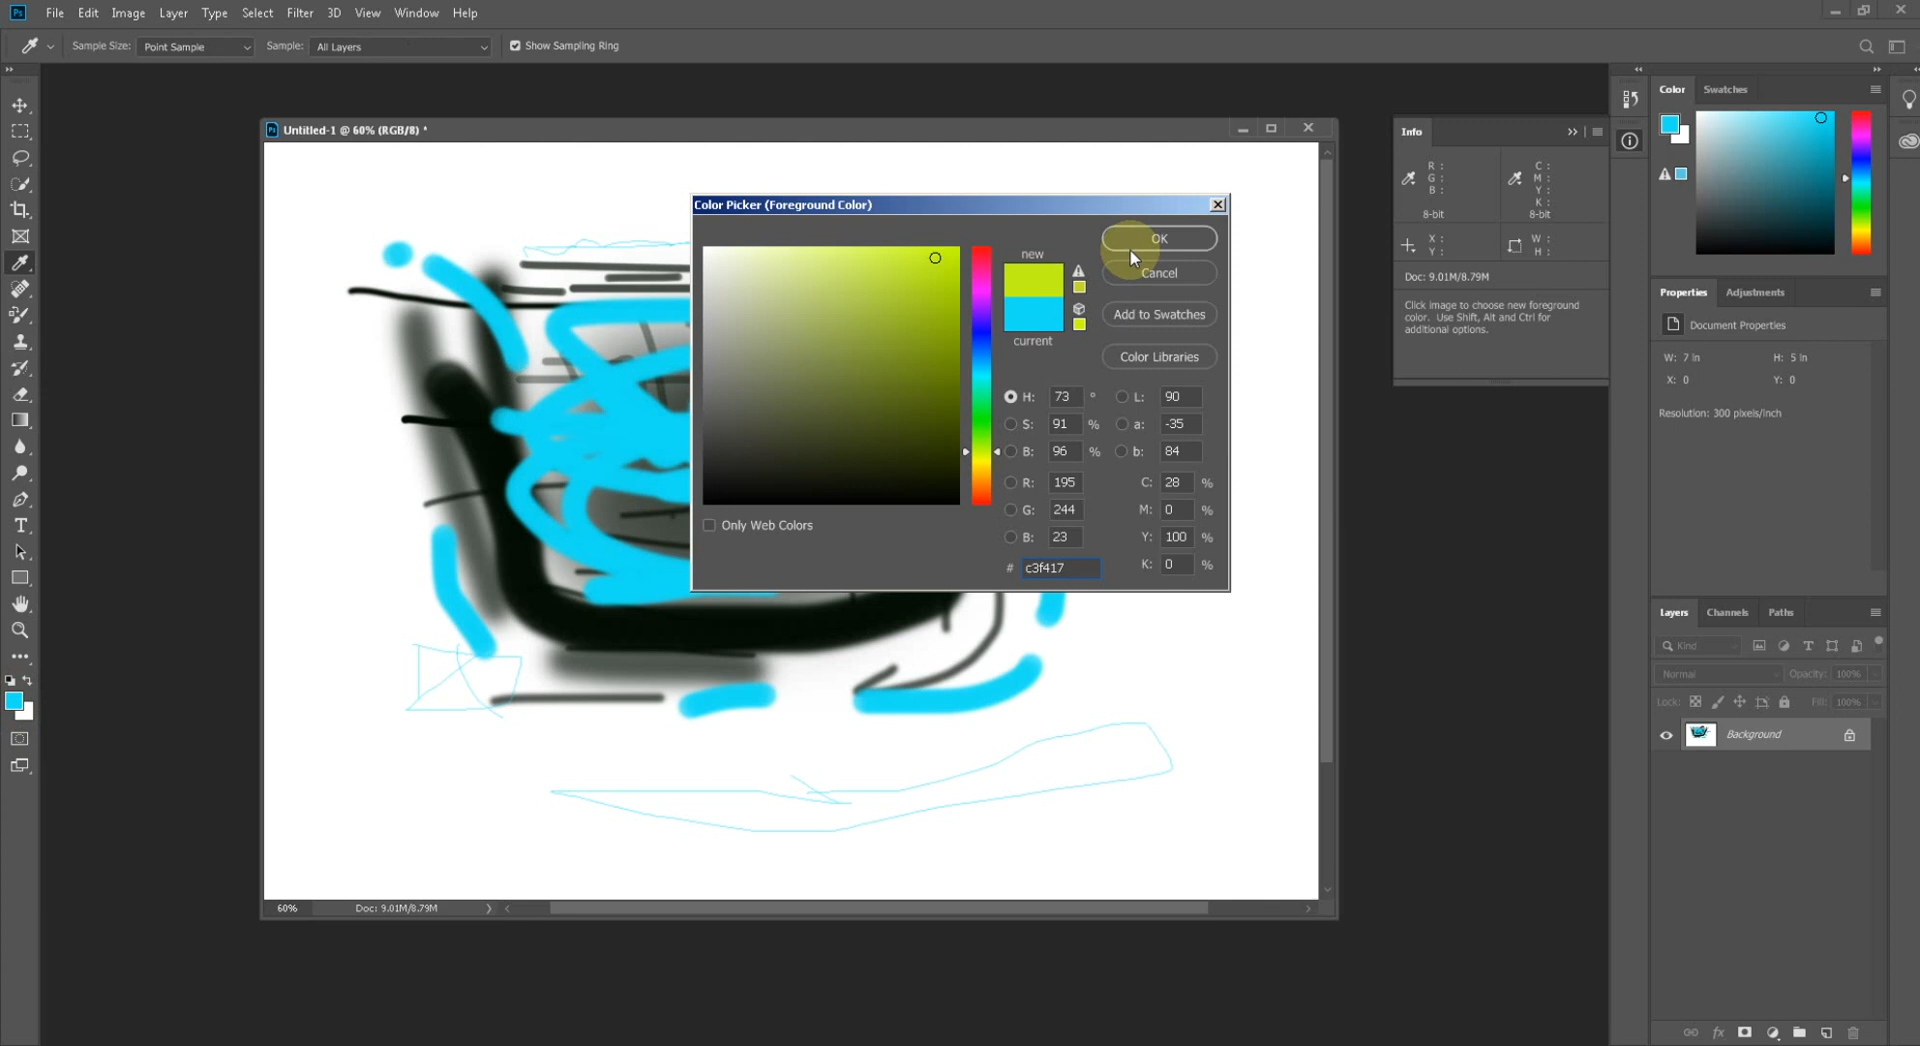 Ps File Edit Image Layer Type Select Filter 3D View Window Help
Sample Size: Point Sample Sample: All Layers Show Sampling Ring
Untitled-1 @ 60% (RGB/8) *
Color Picker (Foreground Color)
new
current
OK
Cancel
Add to Swatches
Color Libraries
H: 73 °
S: 91 %
B: 96 %
R: 195
G: 244
B: 23
# c3f417
L: 90
a: -35
b: 84
C: 28 %
M: 0 %
Y: 100 %
K: 0 %
Only Web Colors
60% Doc: 9.01M/8.79M
Info
R :
G :
B :
8-bit
C :
M :
Y :
K :
8-bit
X :
Y :
W :
H :
Doc: 9.01M/8.79M
Click image to choose new foreground
color. Use Shift, Alt and Ctrl for
additional options.
Color Swatches
Properties Adjustments
Document Properties
W: 7 in H: 5 in
X: 0 Y: 0
Resolution: 300 pixels/inch
Layers Channels Paths
Kind
Normal Opacity: 100%
Lock: Fill: 100%
Background
fx